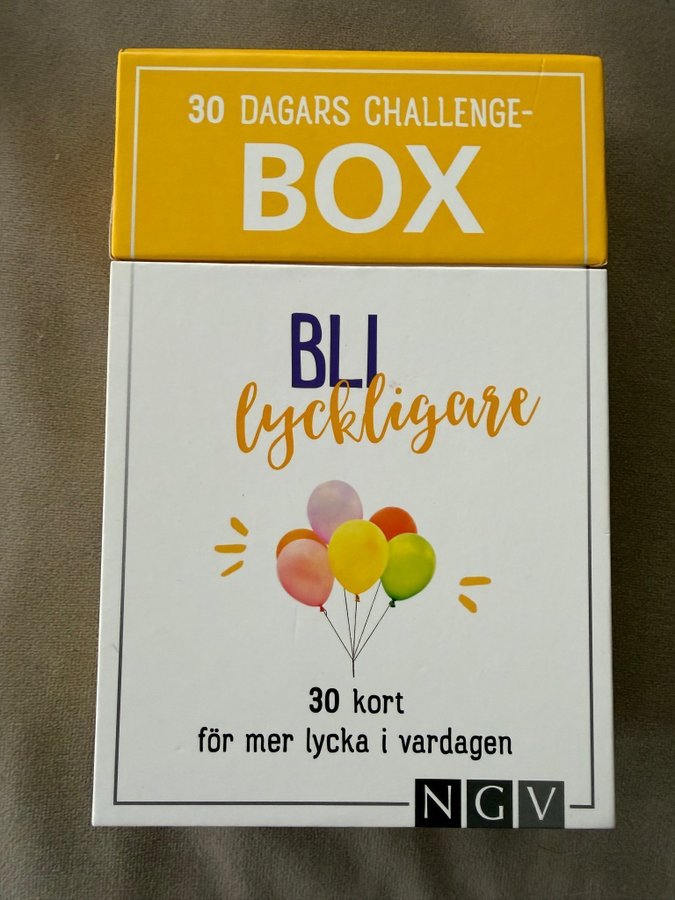 30 DAGARS CHALLENGE-
BOX
BLI
lyckligare
30 kort
för mer lycka i vardagen
NGV